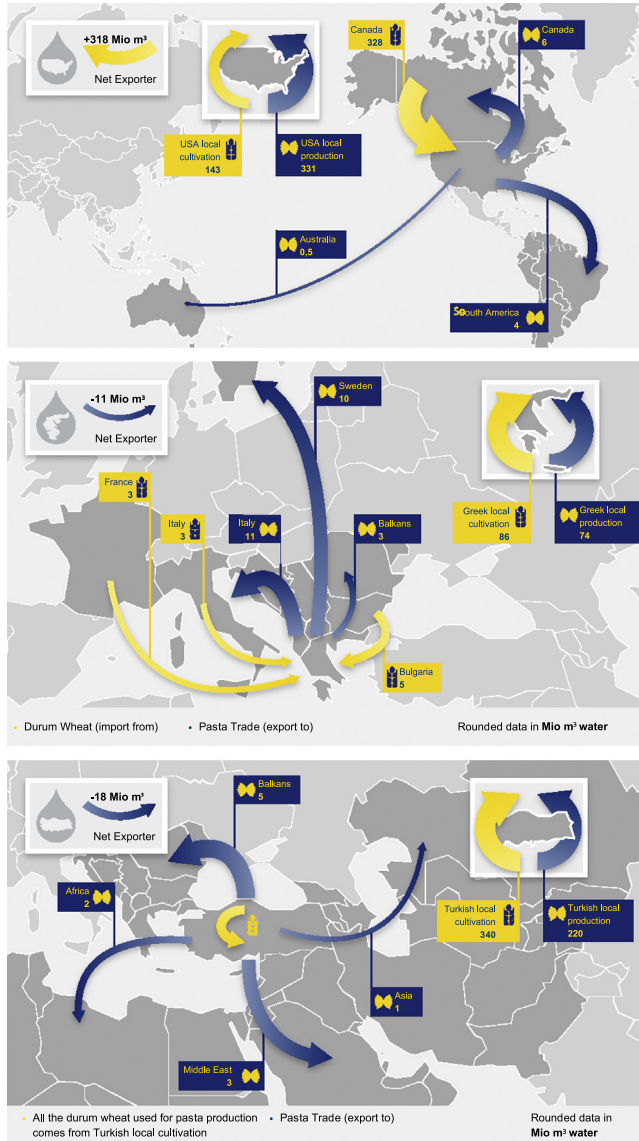 +318 Mio m³
Net Exporter
Canada
328
Canada
6
USA local
cultivation
143
USA local
production
331
Australia
0,5
South America
4
-11 Mio m³
Net Exporter
Sweden
10
France
3
Italy
3
Italy
11
Balkans
3
Greek local
cultivation
86
Greek local
production
74
Bulgaria
5
• Durum Wheat (import from)
• Pasta Trade (export to)
Rounded data in Mio m³ water
-18 Mio m³
Net Exporter
Balkans
5
Africa
2
Turkish local
cultivation
340
Turkish local
production
220
Asia
1
Middle East
3
• All the durum wheat used for pasta production
comes from Turkish local cultivation
• Pasta Trade (export to)
Rounded data in
Mio m³ water